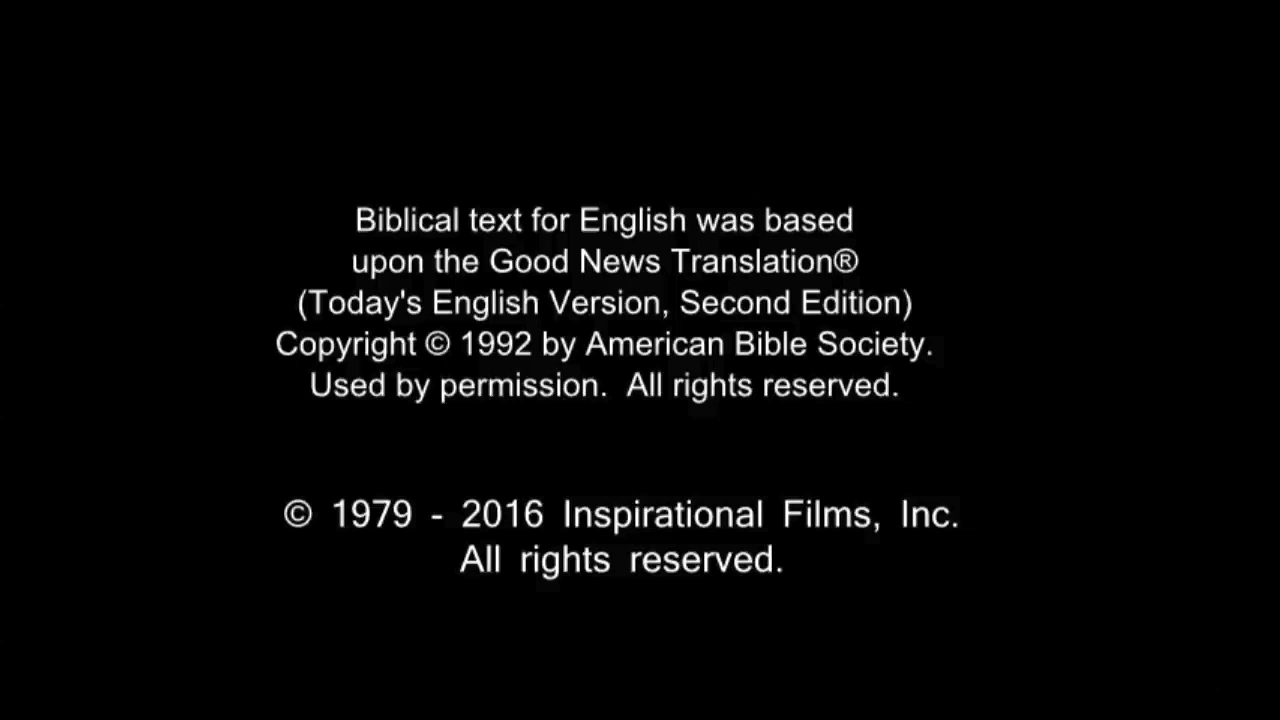 Biblical text for English was based
upon the Good News Translation®
(Today's English Version, Second Edition)
Copyright © 1992 by American Bible Society.
Used by permission.  All rights reserved.
© 1979 - 2016 Inspirational Films, Inc.
All rights reserved.